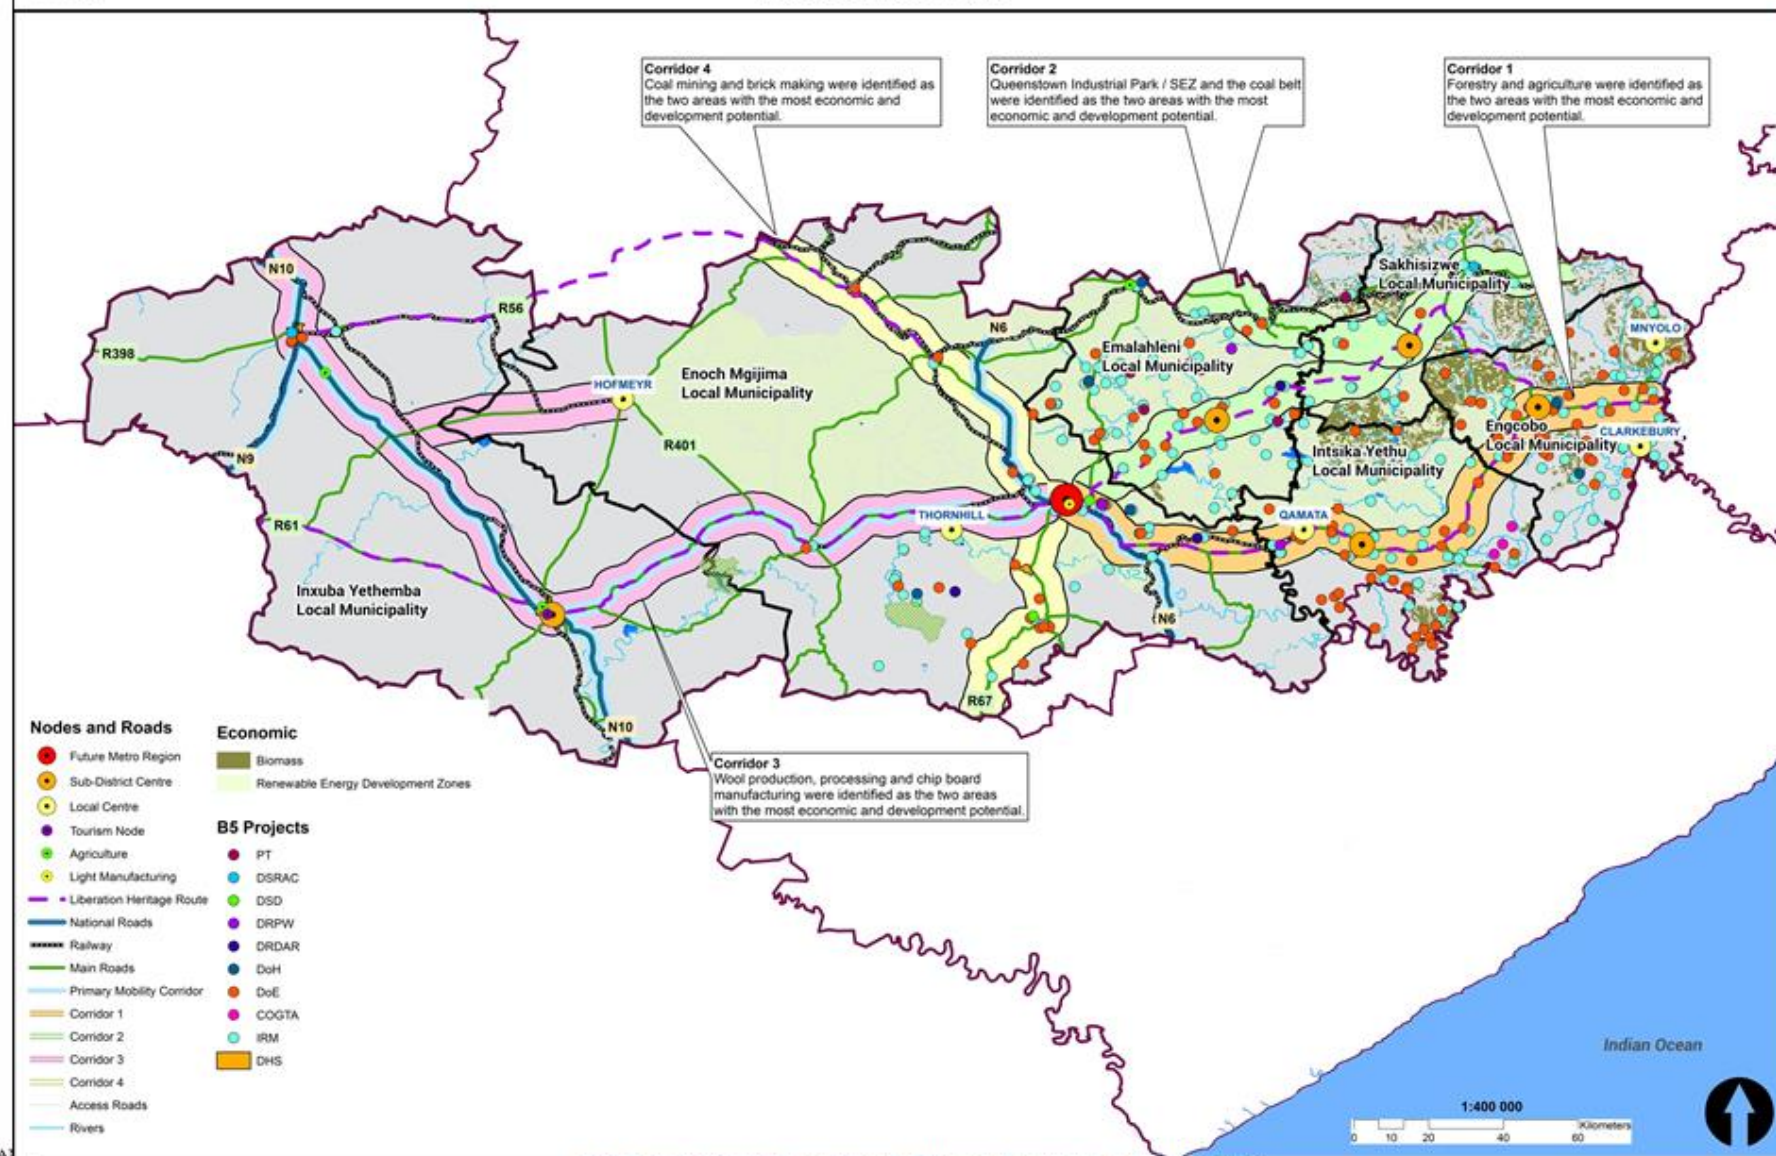 Corridor 4
Coal mining and brick making were identified as
the two areas with the most economic and
development potential.
Corridor 2
Queenstown Industrial Park / SEZ and the coal belt
were identified as the two areas with the most
economic and development potential.
Corridor 1
Forestry and agriculture were identified as
the two areas with the most economic and
development potential.
N10
R56
R398
N6
Sakhisizwe
Local Municipality
MNYOLO
Emalahleni
Local Municipality
Enoch Mgijima
Local Municipality
HOFMEYR
R401
N9
Engcobo
Local Municipality
CLARKEBURY
Intsika Yethu
Local Municipality
R61
THORNHILL
QAMATA
Inxuba Yethemba
Local Municipality
N6
R67
N10
Corridor 3
Wool production, processing and chip board
manufacturing were identified as the two areas
with the most economic and development potential.
Nodes and Roads
Future Metro Region
Sub-District Centre
Local Centre
Tourism Node
Agriculture
Light Manufacturing
Liberation Heritage Route
National Roads
Railway
Main Roads
Primary Mobility Corridor
Corridor 1
Corridor 2
Corridor 3
Corridor 4
Access Roads
Rivers
Economic
Biomass
Renewable Energy Development Zones
B5 Projects
PT
DSRAC
DSD
DRPW
DRDAR
DoH
DoE
COGTA
IRM
DHS
Indian Ocean
1:400 000
Kilometers
0 10 20 40 60